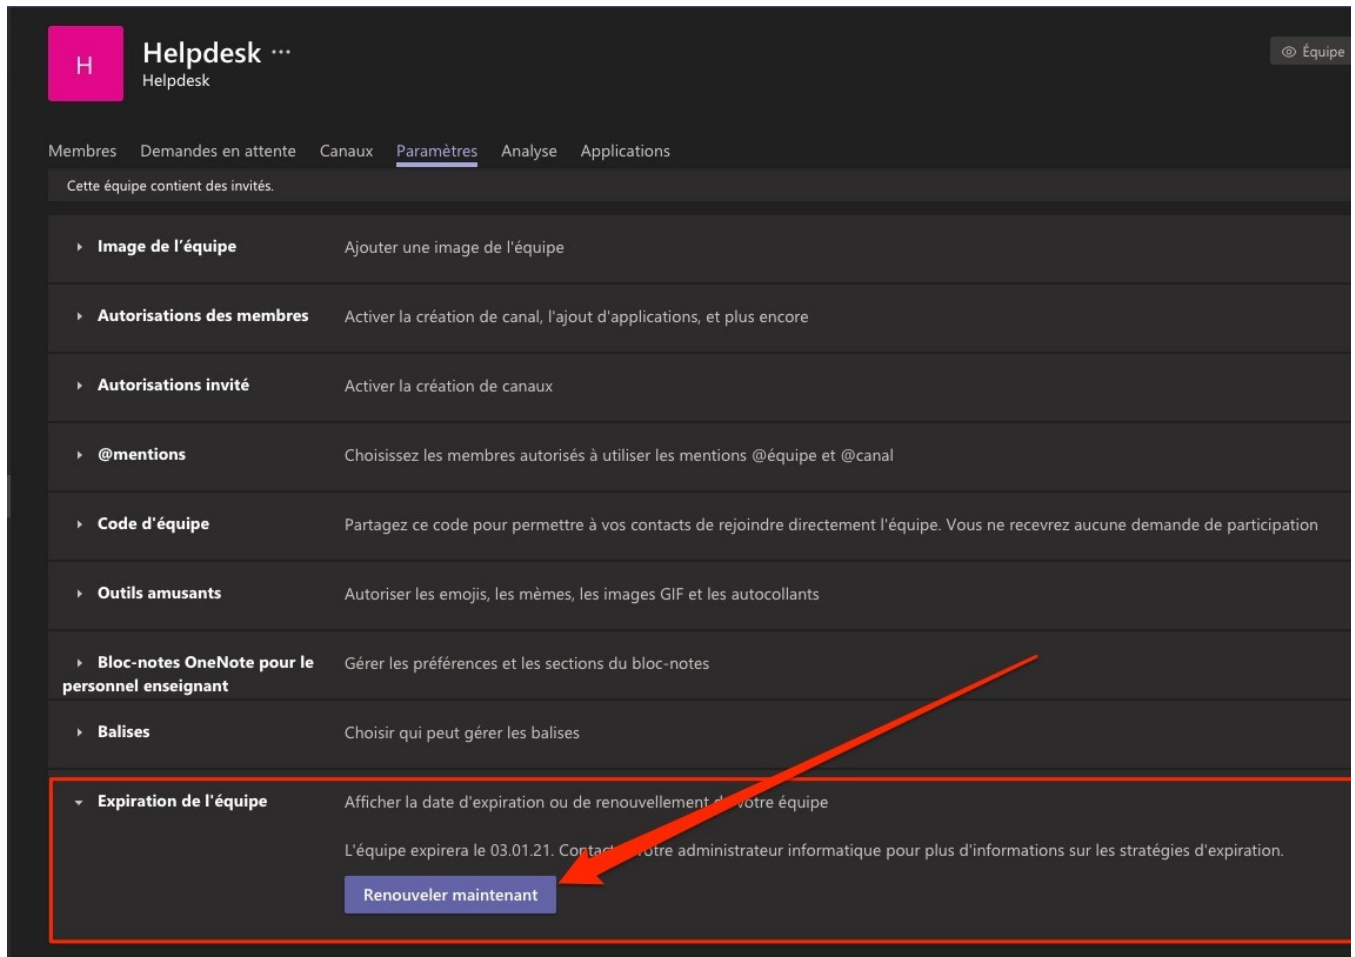 H
Helpdesk ···
Helpdesk
Équipe
Membres Demandes en attente Canaux Paramètres Analyse Applications
Cette équipe contient des invités.
Image de l’équipe Ajouter une image de l'équipe
Autorisations des membres Activer la création de canal, l'ajout d'applications, et plus encore
Autorisations invité Activer la création de canaux
@mentions Choisissez les membres autorisés à utiliser les mentions @équipe et @canal
Code d'équipe Partagez ce code pour permettre à vos contacts de rejoindre directement l'équipe. Vous ne recevrez aucune demande de participation
Outils amusants Autoriser les emojis, les mèmes, les images GIF et les autocollants
Bloc-notes OneNote pour le Gérer les préférences et les sections du bloc-notes
personnel enseignant
Balises Choisir qui peut gérer les balises
Expiration de l'équipe Afficher la date d'expiration ou de renouvellement votre équipe
L'équipe expirera le 03.01.21. votre administrateur informatique pour plus d'informations sur les stratégies d'expiration.
Renouveler maintenant